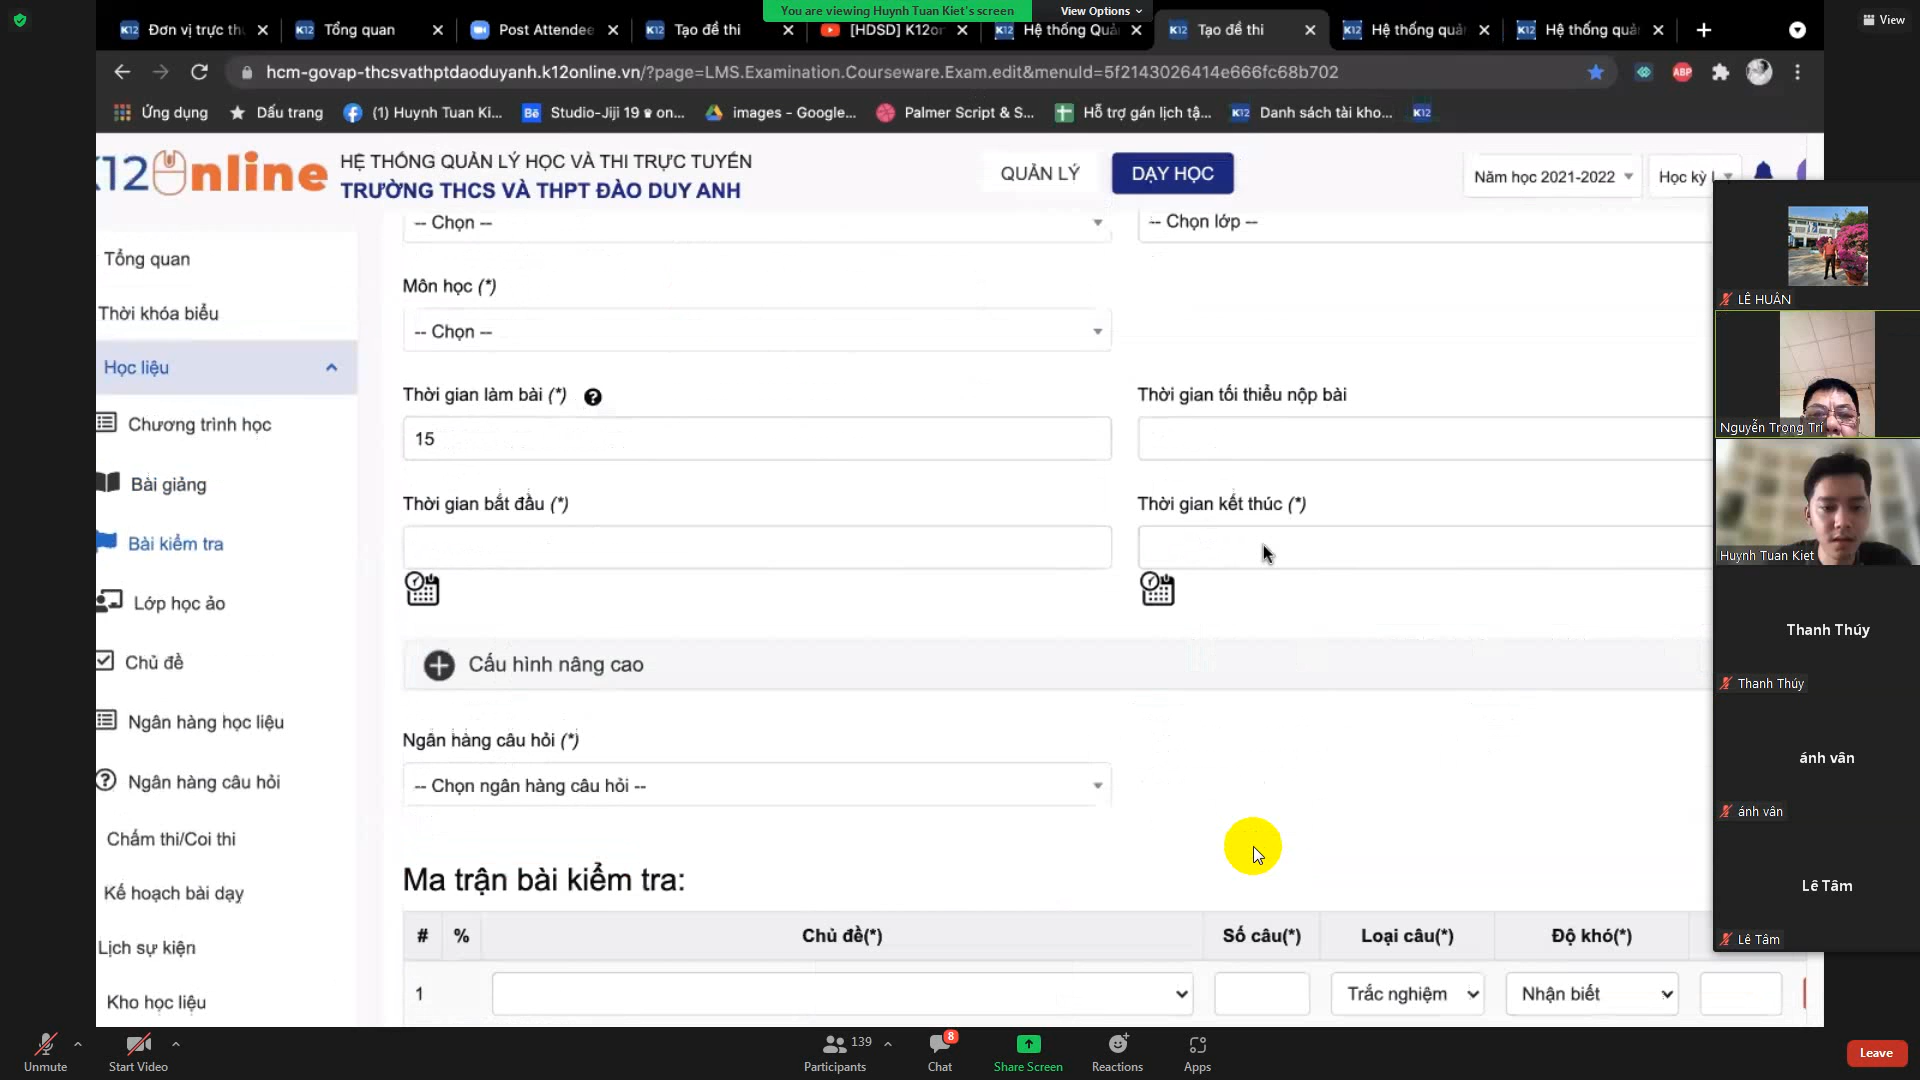 You are viewing Huynh Tuan Kiet's screen
View Options
View
Đơn vị trực th
Tổng quan
Post Attendee
Tạo đề thi
[HDSD] K12on
Hệ thống Quả
Tạo đề thi
Hệ thống quả
Hệ thống quả
hcm-govap-thcsvathptdaoduyanh.k12online.vn/?page=LMS.Examination.Courseware.Exam.edit&menuId=5f2143026414e666fc68b702
ABP
Ứng dụng
Dấu trang
(1) Huynh Tuan Ki...
Studio-Jiji 19 ♛ on...
images - Google...
Palmer Script & S...
Hỗ trợ gán lịch tậ...
Danh sách tài kho...
K12
K12Online
HỆ THỐNG QUẢN LÝ HỌC VÀ THI TRỰC TUYẾN
TRƯỜNG THCS VÀ THPT ĐÀO DUY ANH
QUẢN LÝ
DẠY HỌC
Năm học 2021-2022
Học kỳ I
Tổng quan
Thời khóa biểu
Học liệu
Chương trình học
Bài giảng
Bài kiểm tra
Lớp học ảo
Chủ đề
Ngân hàng học liệu
Ngân hàng câu hỏi
Chấm thi/Coi thi
Kế hoạch bài dạy
Lịch sự kiện
Kho học liệu
-- Chọn --
-- Chọn lớp --
Môn học (*)
-- Chọn --
Thời gian làm bài (*)
Thời gian tối thiểu nộp bài
15
Thời gian bắt đầu (*)
Thời gian kết thúc (*)
Cấu hình nâng cao
Ngân hàng câu hỏi (*)
-- Chọn ngân hàng câu hỏi --
Ma trận bài kiểm tra:
# % Chủ đề(*) Số câu(*) Loại câu(*) Độ khó(*)
1 Trắc nghiệm Nhận biết
LÊ HUÂN
Nguyễn Trọng Trí
Huynh Tuan Kiet
Thanh Thúy
Thanh Thúy
ánh vân
ánh vân
Lê Tâm
Lê Tâm
Unmute
Start Video
139
Participants
8
Chat
Share Screen
Reactions
Apps
Leave